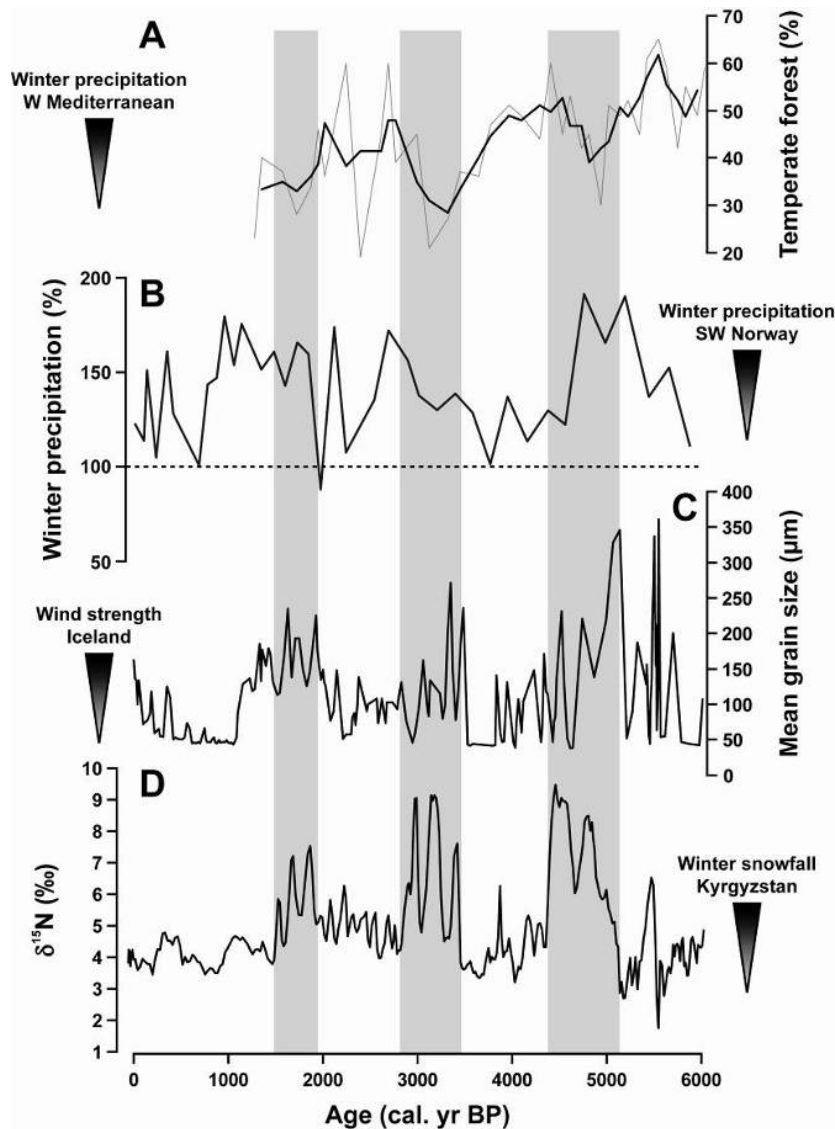 A
Winter precipitation
W Mediterranean
70
60
50
40
30
20
Temperate forest (%)
B
200
150
100
50
Winter precipitation (%)
Winter precipitation
SW Norway
C
400
350
300
250
200
150
100
50
0
Mean grain size (µm)
Wind strength
Iceland
D
10
9
8
7
6
5
4
3
2
1
δ¹⁵N (‰)
Winter snowfall
Kyrgyzstan
0 1000 2000 3000 4000 5000 6000
Age (cal. yr BP)